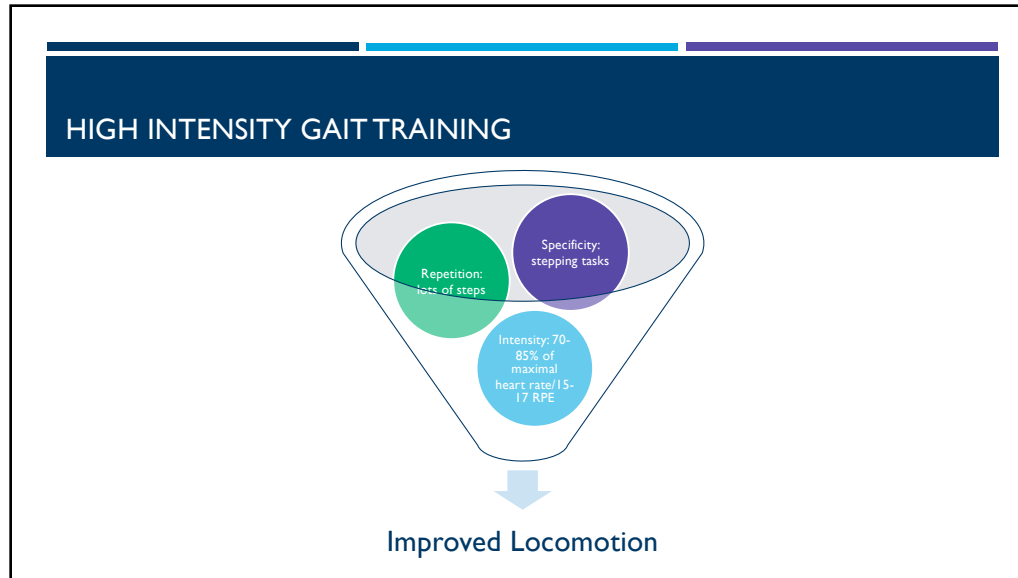 HIGH INTENSITY GAIT TRAINING
Specificity:
stepping tasks
Repetition:
lots of steps
Intensity: 70-
85% of
maximal
heart rate/15-
17 RPE
Improved Locomotion